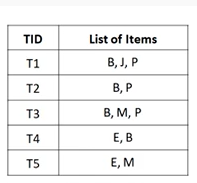 TID List of Items
T1 B, J, P
T2 B, P
T3 B, M, P
T4 E, B
T5 E, M